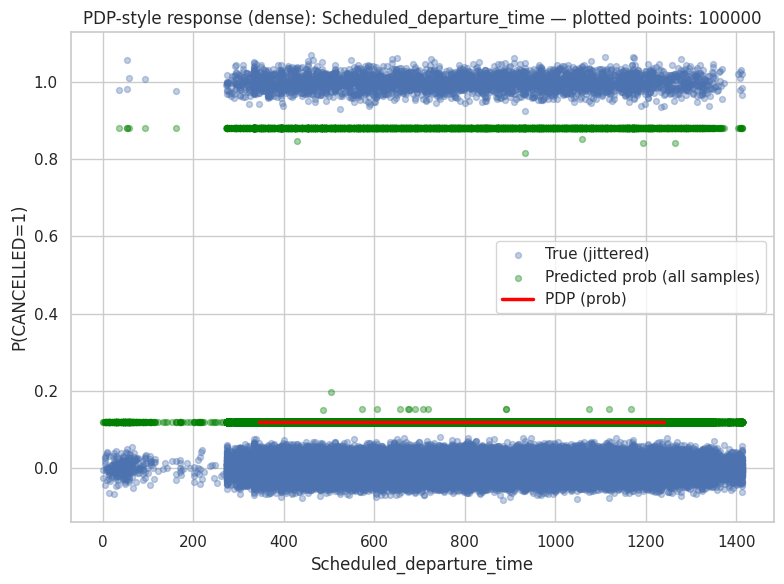 PDP-style response (dense): Scheduled_departure_time — plotted points: 100000
P(CANCELLED=1)
1.0
0.8
0.6
0.4
0.2
0.0
True (jittered)
Predicted prob (all samples)
PDP (prob)
0 200 400 600 800 1000 1200 1400
Scheduled_departure_time